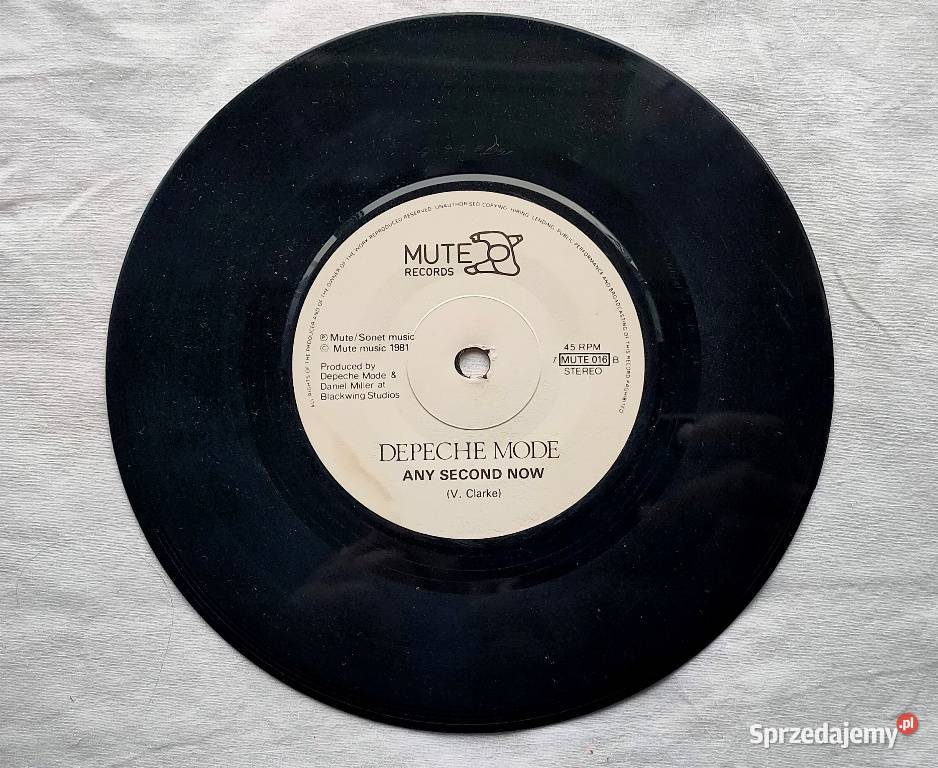 ALL RIGHTS OF THE PRODUCER AND OF THE OWNER OF THE WORK REPRODUCED RESERVED. UNAUTHORISED COPYING, HIRING, LENDING, PUBLIC PERFORMANCE AND BROADCASTING OF THIS RECORD PROHIBITED
MUTE
RECORDS
℗ Mute/Sonet music
© Mute music 1981
Produced by
Depeche Mode &
Daniel Miller at
Blackwing Studios
45 RPM
7 MUTE 016 B
STEREO
DEPECHE MODE
ANY SECOND NOW
(V. Clarke)
Sprzedajemy.pl